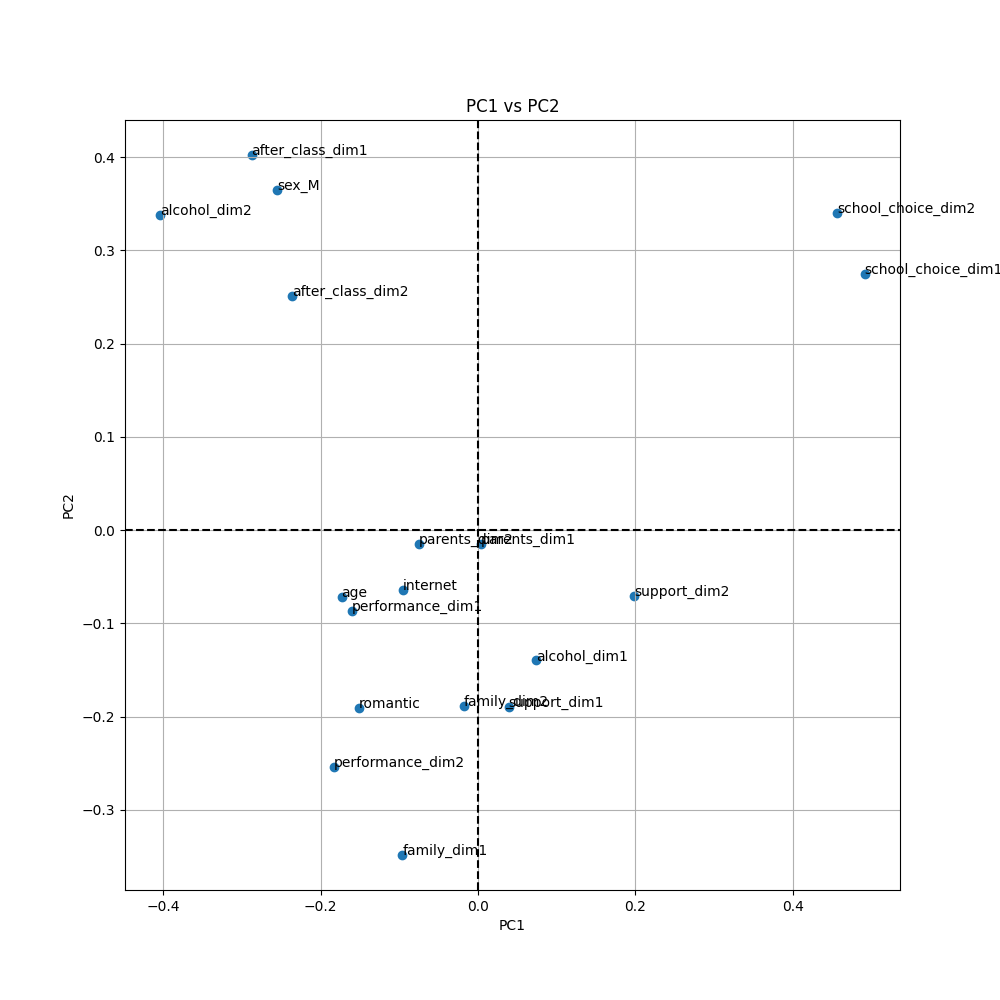 PC1 vs PC2
after_class_dim1
sex_M
alcohol_dim2
school_choice_dim2
school_choice_dim1
after_class_dim2
parents_dim2
parents_dim1
internet
age
support_dim2
performance_dim1
alcohol_dim1
romantic
family_dim2
support_dim1
performance_dim2
family_dim1
0.4
0.3
0.2
0.1
0.0
−0.1
−0.2
−0.3
PC2
−0.4
−0.2
0.0
0.2
0.4
PC1